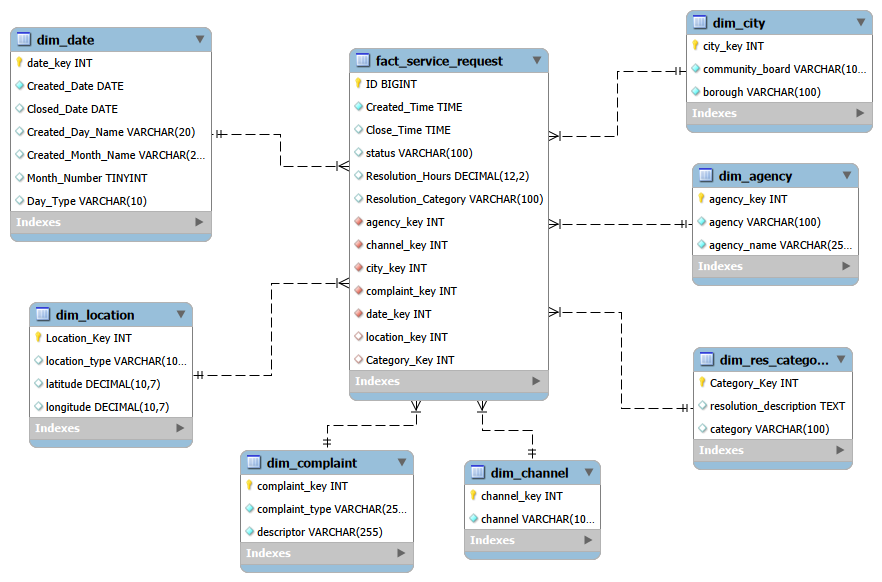 dim_date
date_key INT
Created_Date DATE
Closed_Date DATE
Created_Day_Name VARCHAR(20)
Created_Month_Name VARCHAR(2...
Month_Number TINYINT
Day_Type VARCHAR(10)
Indexes
fact_service_request
ID BIGINT
Created_Time TIME
Close_Time TIME
status VARCHAR(100)
Resolution_Hours DECIMAL(12,2)
Resolution_Category VARCHAR(100)
agency_key INT
channel_key INT
city_key INT
complaint_key INT
date_key INT
location_key INT
Category_Key INT
Indexes
dim_city
city_key INT
community_board VARCHAR(10...
borough VARCHAR(100)
Indexes
dim_agency
agency_key INT
agency VARCHAR(100)
agency_name VARCHAR(25...
Indexes
dim_location
Location_Key INT
location_type VARCHAR(10...
latitude DECIMAL(10,7)
longitude DECIMAL(10,7)
Indexes
dim_res_catego...
Category_Key INT
resolution_description TEXT
category VARCHAR(100)
Indexes
dim_complaint
complaint_key INT
complaint_type VARCHAR(25...
descriptor VARCHAR(255)
Indexes
dim_channel
channel_key INT
channel VARCHAR(10...
Indexes